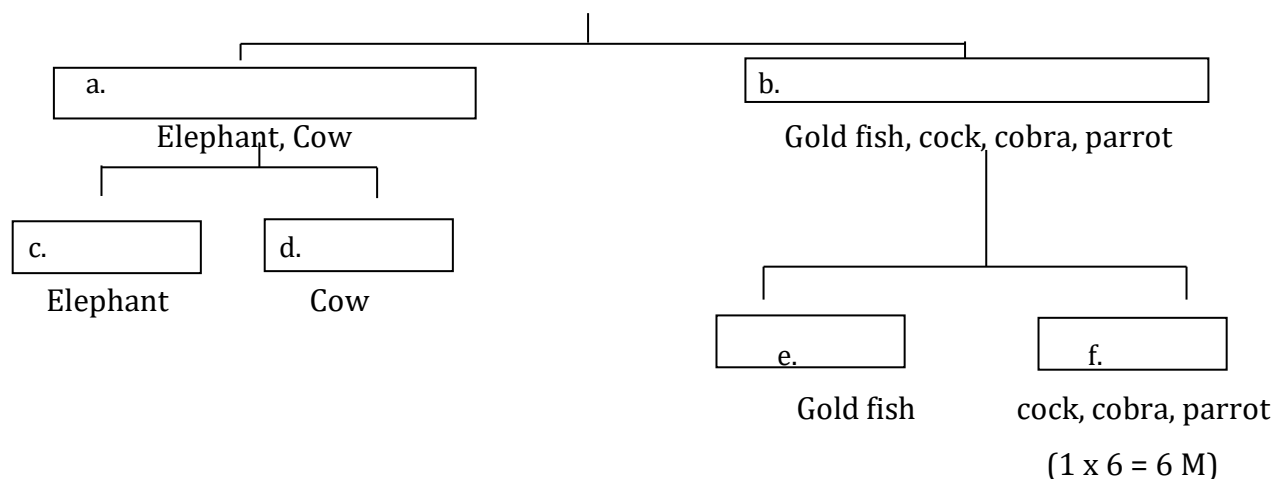 a.
b.
Elephant, Cow
Gold fish, cock, cobra, parrot
c.
d.
Elephant
Cow
e.
f.
Gold fish
cock, cobra, parrot
(1 x 6 = 6 M)